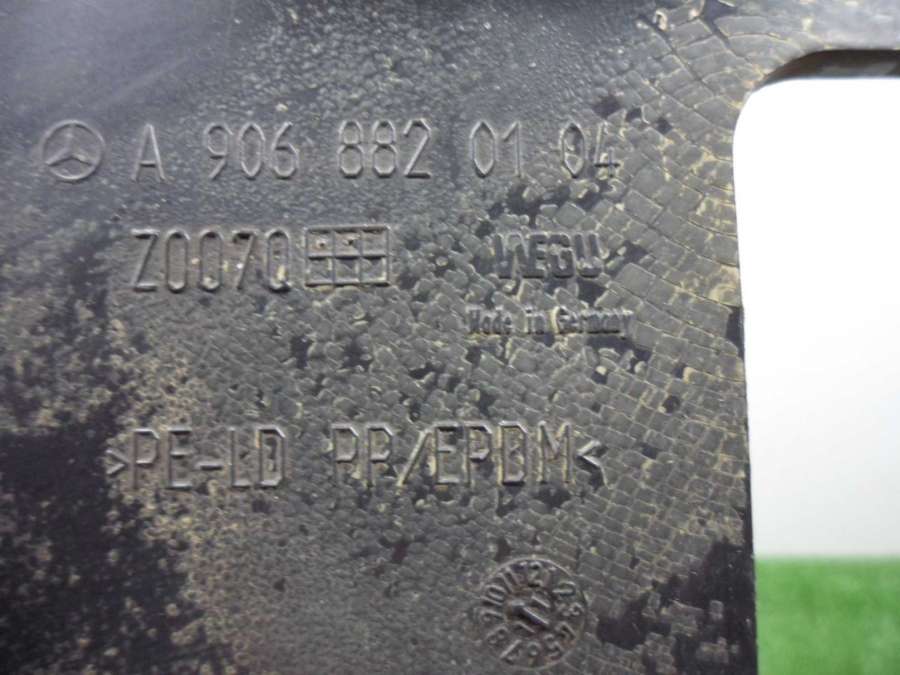 A 906 882 01 04
Z0070 WEGU
Made in Germany
>PE-LD PP/EPDM<